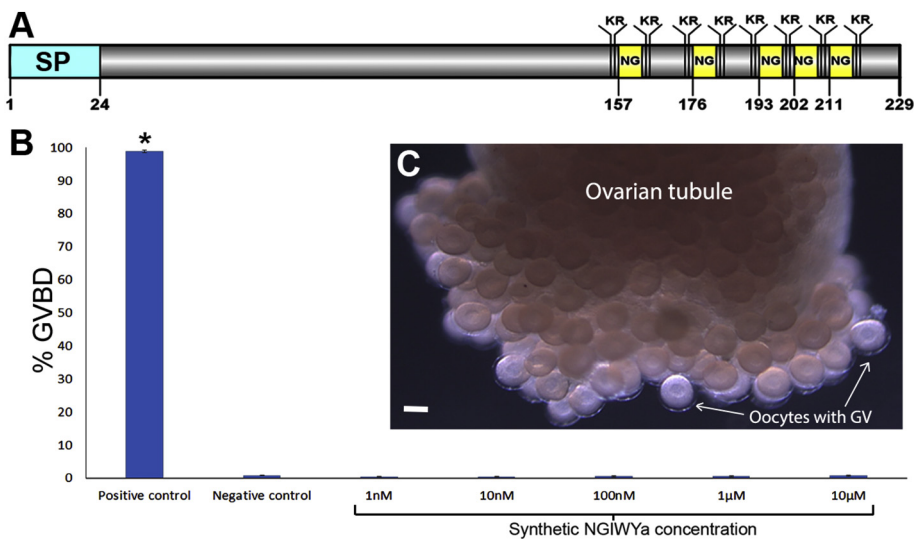 A
KR KR KR KR KR KR KR KR
SP NG NG NG NG NG
1 24 157 176 193 202 211 229
B
% GVBD
100
90
80
70
60
50
40
30
20
10
0
*
C
Ovarian tubule
Oocytes with GV
Positive control Negative control 1nM 10nM 100nM 1μM 10μM
Synthetic NGIWYa concentration